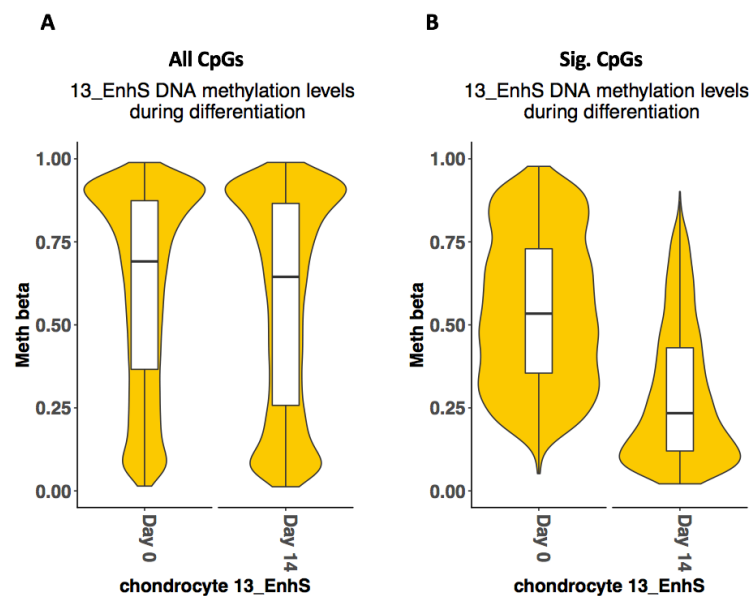 A
All CpGs
13_EnhS DNA methylation levels
during differentiation
1.00
0.75
0.50
0.25
0.00
Meth beta
Day 0
Day 14
chondrocyte 13_EnhS
B
Sig. CpGs
13_EnhS DNA methylation levels
during differentiation
1.00
0.75
0.50
0.25
0.00
Meth beta
Day 0
Day 14
chondrocyte 13_EnhS